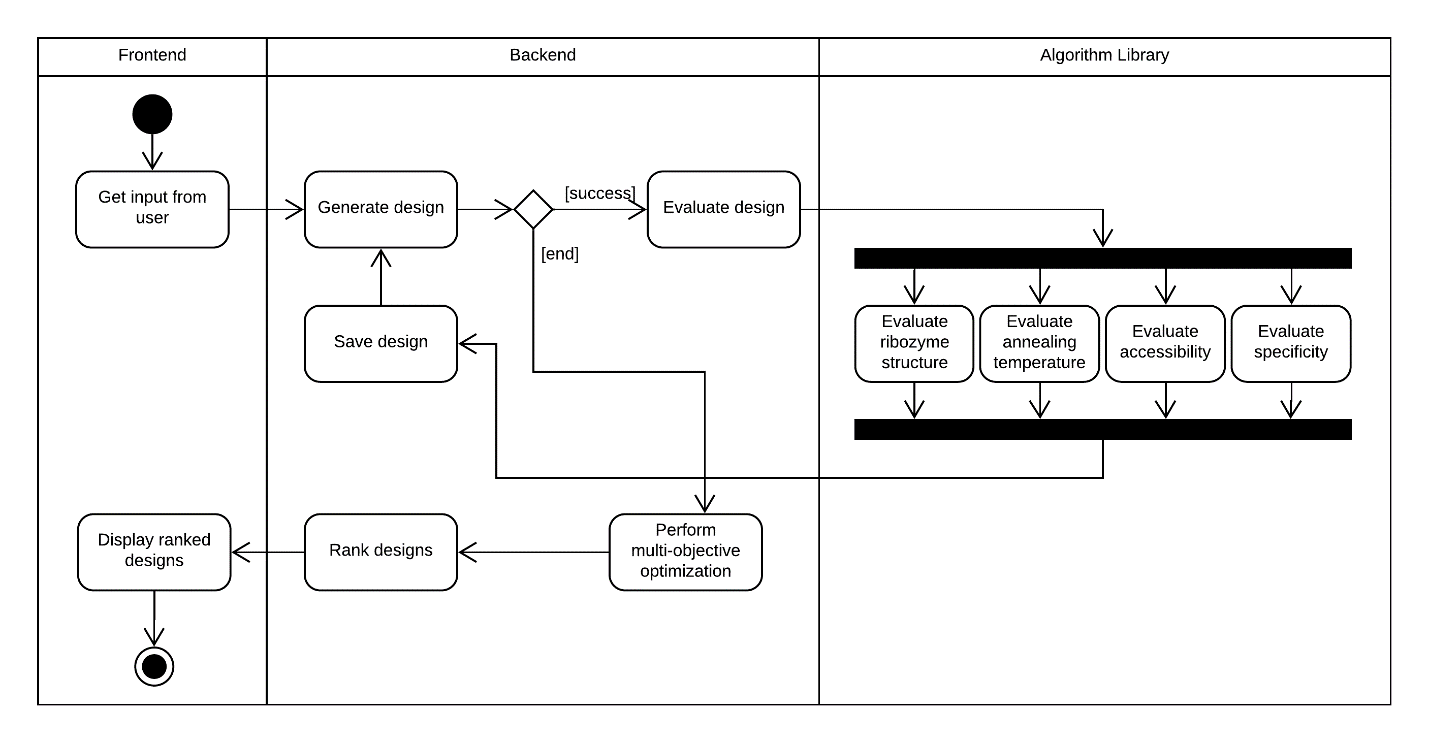 Frontend
Backend
Algorithm Library
Get input from
user
Generate design
[success]
Evaluate design
[end]
Save design
Evaluate
ribozyme
structure
Evaluate
annealing
temperature
Evaluate
accessibility
Evaluate
specificity
Display ranked
designs
Rank designs
Perform
multi-objective
optimization